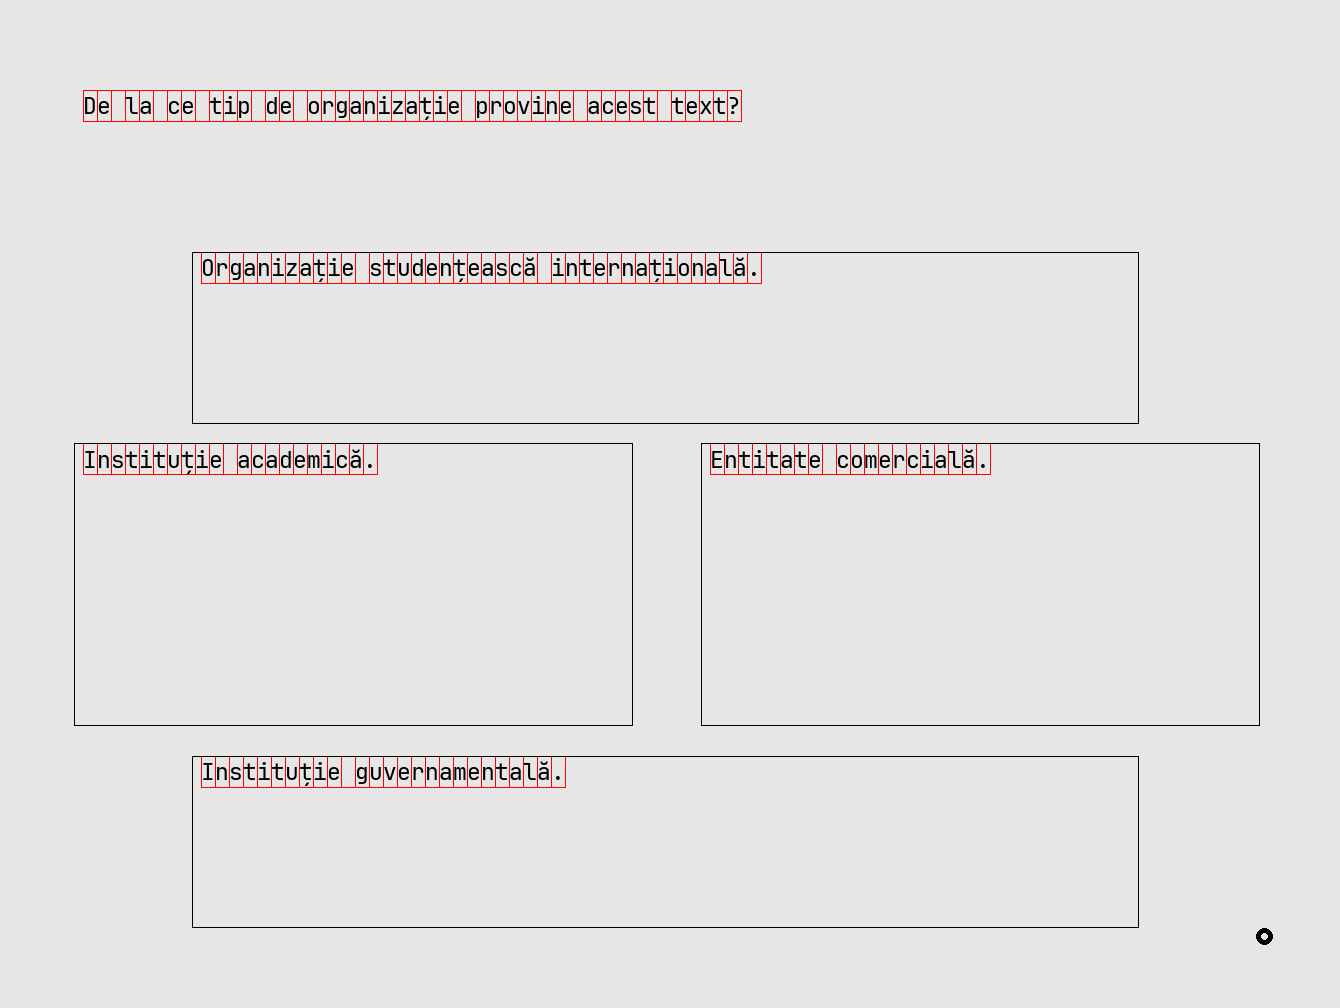 De la ce tip de organizație provine acest text?
Organizație studențească internațională.
Instituție academică.
Entitate comercială.
Instituție guvernamentală.